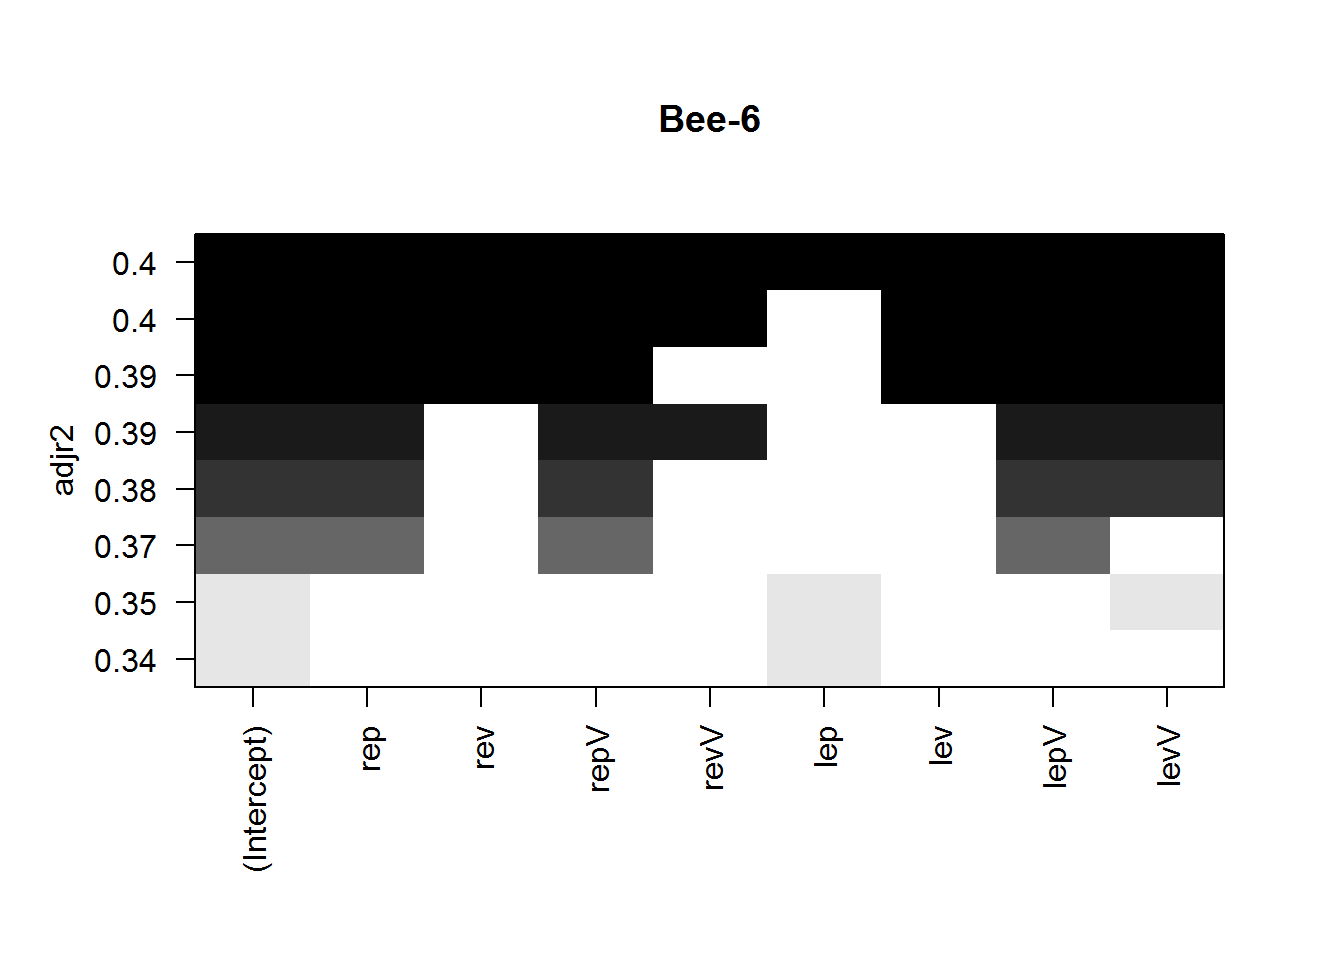 Bee-6
adjr2
0.4
0.4
0.39
0.39
0.38
0.37
0.35
0.34
(Intercept)
rep
rev
repV
revV
lep
lev
lepV
levV